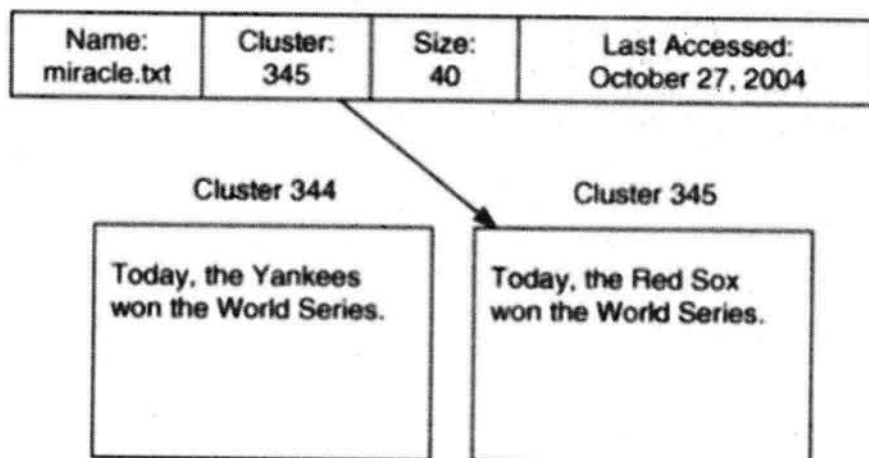 Name: Cluster: Size: Last Accessed:
miracle.txt 345 40 October 27, 2004
Cluster 344 Cluster 345
Today, the Yankees
won the World Series.
Today, the Red Sox
won the World Series.